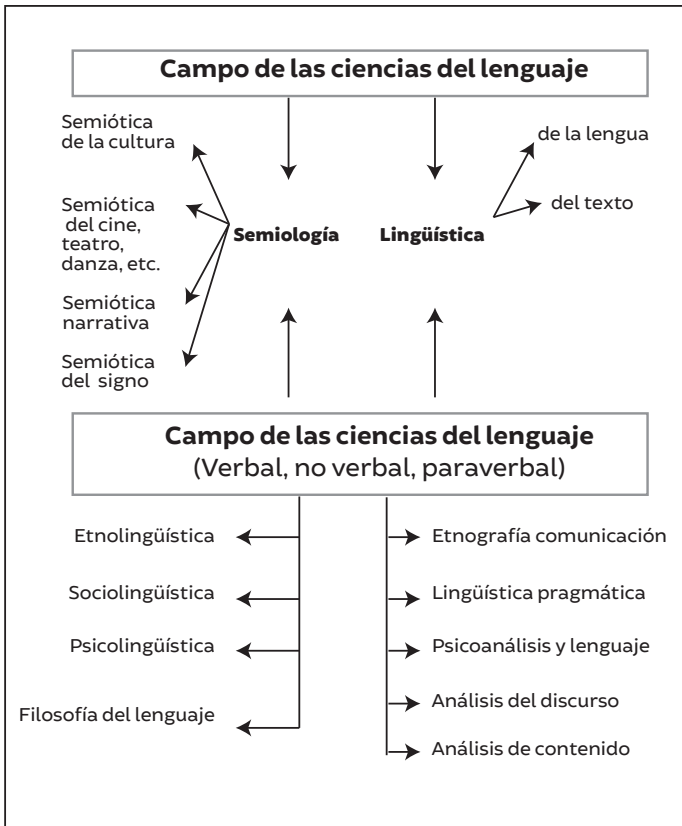 Campo de las ciencias del lenguaje
Semiótica
de la cultura
Semiótica
del cine,
teatro,
danza, etc.
Semiótica
narrativa
Semiótica
del signo
Semiología
Lingüística
de la lengua
del texto
Campo de las ciencias del lenguaje
(Verbal, no verbal, paraverbal)
Etnolingüística
Sociolingüística
Psicolingüística
Filosofía del lenguaje
Etnografía comunicación
Lingüística pragmática
Psicoanálisis y lenguaje
Análisis del discurso
Análisis de contenido